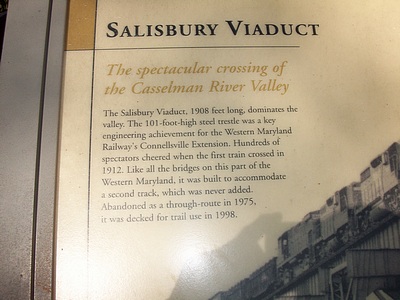 SALISBURY VIADUCT
The spectacular crossing of
the Casselman River Valley
The Salisbury Viaduct, 1908 feet long, dominates the
valley. The 101-foot-high steel trestle was a key
engineering achievement for the Western Maryland
Railway's Connellsville Extension. Hundreds of
spectators cheered when the first train crossed in
1912. Like all the bridges on this part of the
Western Maryland, it was built to accommodate
a second track, which was never added.
Abandoned as a through-route in 1975,
it was decked for trail use in 1998.